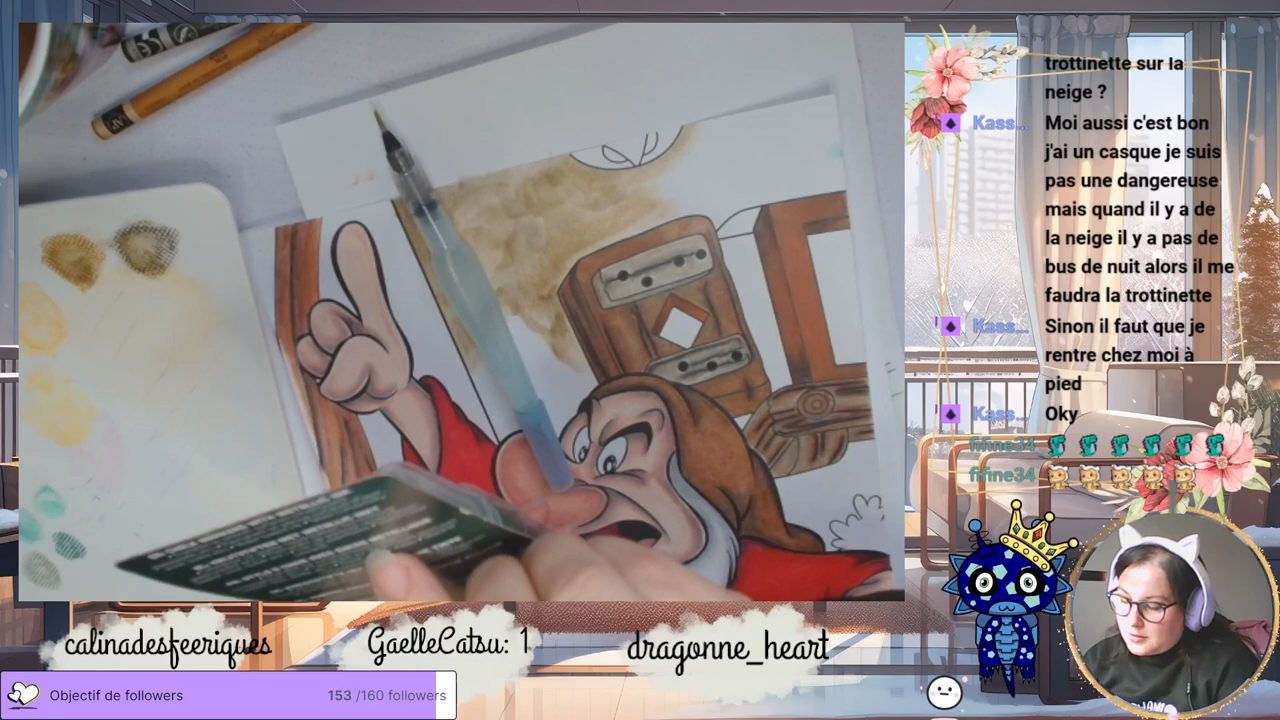 trottinette sur la
neige ?
Kass... Moi aussi c'est bon
j'ai un casque je suis
pas une dangereuse
mais quand il y a de
la neige il y a pas de
bus de nuit alors il me
faudra la trottinette
Kass... Sinon il faut que je
rentre chez moi à
pied
Kass... Oky
fifine34
fifine34
calinadesfeeriques
GaelleCatsu: 1
dragonne_heart
Objectif de followers 153 /160 followers